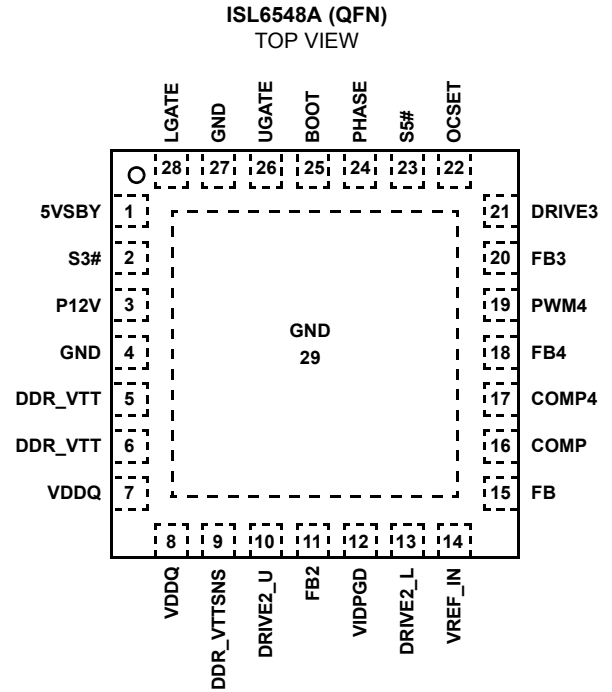 ISL6548A (QFN)
TOP VIEW
LGATE
GND
UGATE
BOOT
PHASE
S5#
OCSET
28 27 26 25 24 23 22
5VSBY 1
S3# 2
P12V 3
GND 4
DDR_VTT 5
DDR_VTT 6
VDDQ 7
GND
29
21 DRIVE3
20 FB3
19 PWM4
18 FB4
17 COMP4
16 COMP
15 FB
8 9 10 11 12 13 14
VDDQ
DDR_VTTSNS
DRIVE2_U
FB2
VIDPGD
DRIVE2_L
VREF_IN